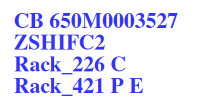 CB 650M0003527
ZSHIFC2
Rack_226 C
Rack_421 P E